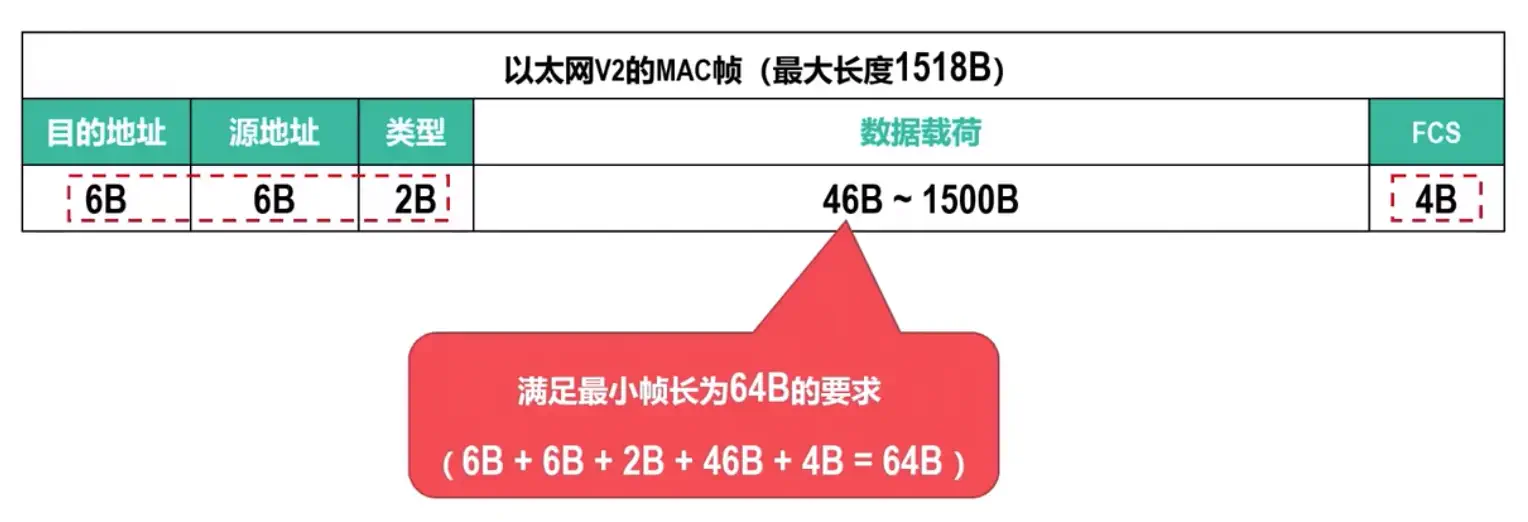 以太网V2的MAC帧（最大长度1518B）
目的地址 源地址 类型 数据载荷 FCS
6B 6B 2B 46B ~ 1500B 4B
满足最小帧长为64B的要求
（ 6B + 6B + 2B + 46B + 4B = 64B ）